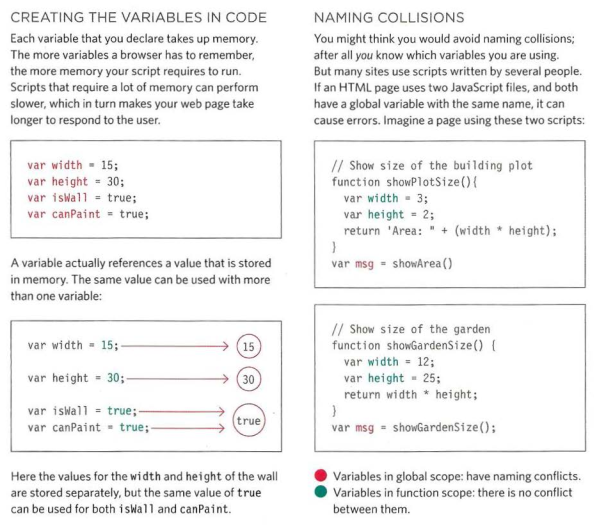 CREATING THE VARIABLES IN CODE
Each variable that you declare takes up memory.
The more variables a browser has to remember,
the more memory your script requires to run.
Scripts that require a lot of memory can perform
slower, which in turn makes your web page take
longer to respond to the user.
var width = 15;
var height = 30;
var isWall = true;
var canPaint = true;
A variable actually references a value that is stored
in memory. The same value can be used with more
than one variable:
var width = 15; 15
var height = 30; 30
var isWall = true;
var canPaint = true; true
Here the values for the width and height of the wall
are stored separately, but the same value of true
can be used for both isWall and canPaint.
NAMING COLLISIONS
You might think you would avoid naming collisions;
after all you know which variables you are using.
But many sites use scripts written by several people.
If an HTML page uses two JavaScript files, and both
have a global variable with the same name, it can
cause errors. Imagine a page using these two scripts:
// Show size of the building plot
function showPlotSize(){
var width = 3;
var height = 2;
return 'Area: " + (width * height);
}
var msg = showArea()
// Show size of the garden
function showGardenSize() {
var width = 12;
var height = 25;
return width * height;
}
var msg = showGardenSize();
Variables in global scope: have naming conflicts.
Variables in function scope: there is no conflict
between them.